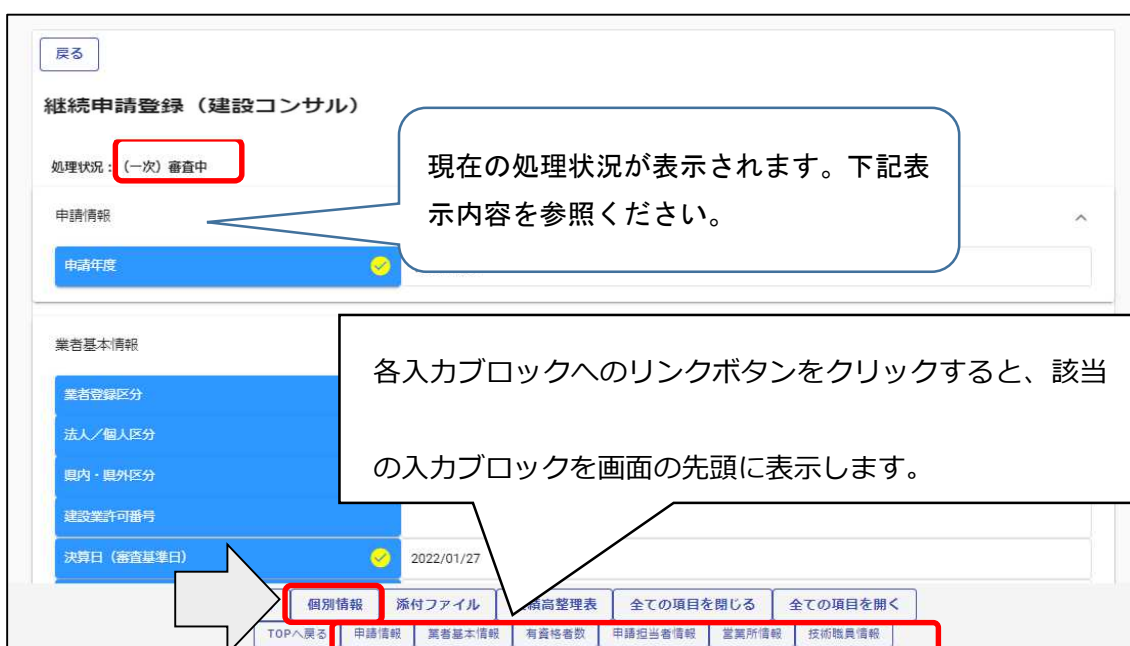 戻る
継続申請登録（建設コンサル）
処理状況：（一次）審査中
現在の処理状況が表示されます。下記表
示内容を参照ください。
申請情報
申請年度
業者基本情報
各入力ブロックへのリンクボタンをクリックすると、該当
の入力ブロックを画面の先頭に表示します。
業者登録区分
法人／個人区分
県内・県外区分
建設業許可番号
決算日（審査基準日） 2022/01/27
個別情報 添付ファイル 績高整理表 全ての項目を閉じる 全ての項目を開く
TOPへ戻る 申請情報 業者基本情報 有資格者数 申請担当者情報 営業所情報 技術職員情報